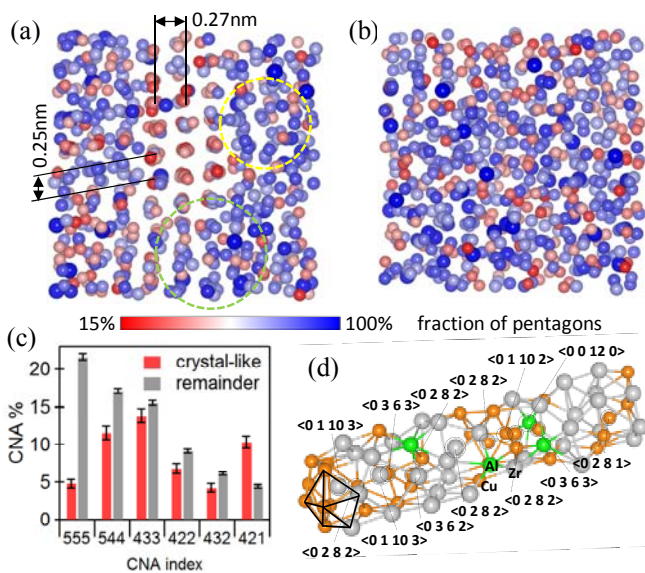 (a)
0.27nm
(b)
0.25nm
15%
100%
fraction of pentagons
(c)
crystal-like
remainder
CNA %
20
15
10
5
0
555 544 433 422 432 421
CNA index
(d)
<0 1 10 2>
<0 0 12 0>
<0 2 8 2>
<0 2 8 2>
<0 3 6 3>
<0 1 10 3>
Al
Zr
Cu
<0 2 8 1>
<0 3 6 3>
<0 2 8 2>
<0 2 8 2>
<0 3 6 2>
<0 1 10 3>
<0 2 8 2>